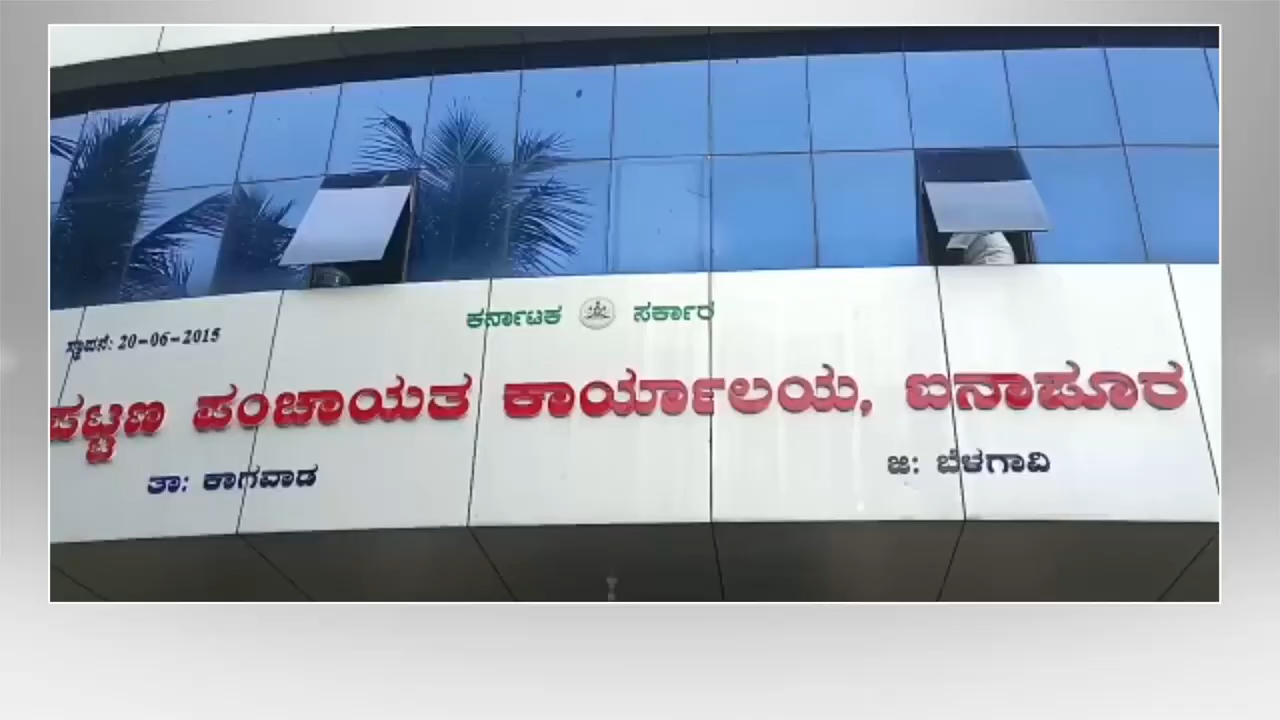 ಕರ್ನಾಟಕ ಸರ್ಕಾರ
ಸ್ಥಾಪನೆ: 20-06-2015
ಪಟ್ಟಣ ಪಂಚಾಯತ ಕಾರ್ಯಾಲಯ, ಐನಾಪೂರ
ತಾ: ಕಾಗವಾಡ ಜಿ: ಬೆಳಗಾವಿ